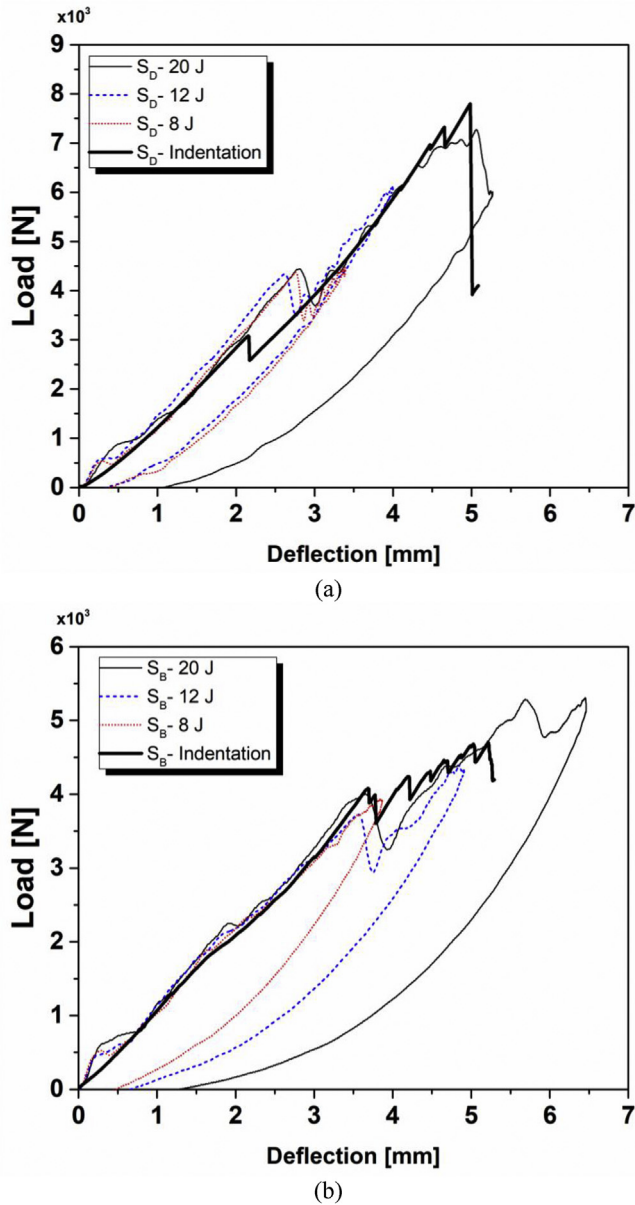 x10³
9
8
7
6
5
4
3
2
1
0
Load [N]
S_D- 20 J
S_D- 12 J
S_D- 8 J
S_D- Indentation
0 1 2 3 4 5 6 7
Deflection [mm]
(a)
x10³
6
5
4
3
2
1
0
Load [N]
S_B- 20 J
S_B- 12 J
S_B- 8 J
S_B- Indentation
0 1 2 3 4 5 6 7
Deflection [mm]
(b)